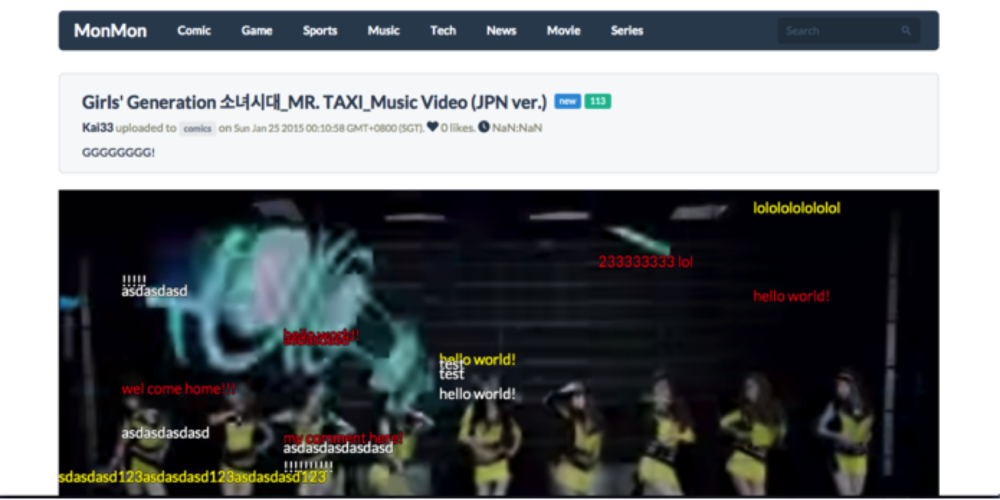 MonMon Comic Game Sports Music Tech News Movie Series Search
Girls' Generation 소녀시대_MR. TAXI_Music Video (JPN ver.) new 113
Kai33 uploaded to comics on Sun Jan 25 2015 00:10:58 GMT+0800 (SGT). 0 likes. NaN:NaN
GGGGGGGG!
lolololololololol
233333333 lol
!!!!!
asdasdasd
hello world!
hello world!
hello world!
test
test
wel come home!!!
hello world!
asdasdasdasd
my comment here!
asdasdasdasdasd
!!!!!!!!!!
sdasdasd123asdasdasd123asdasdasd123